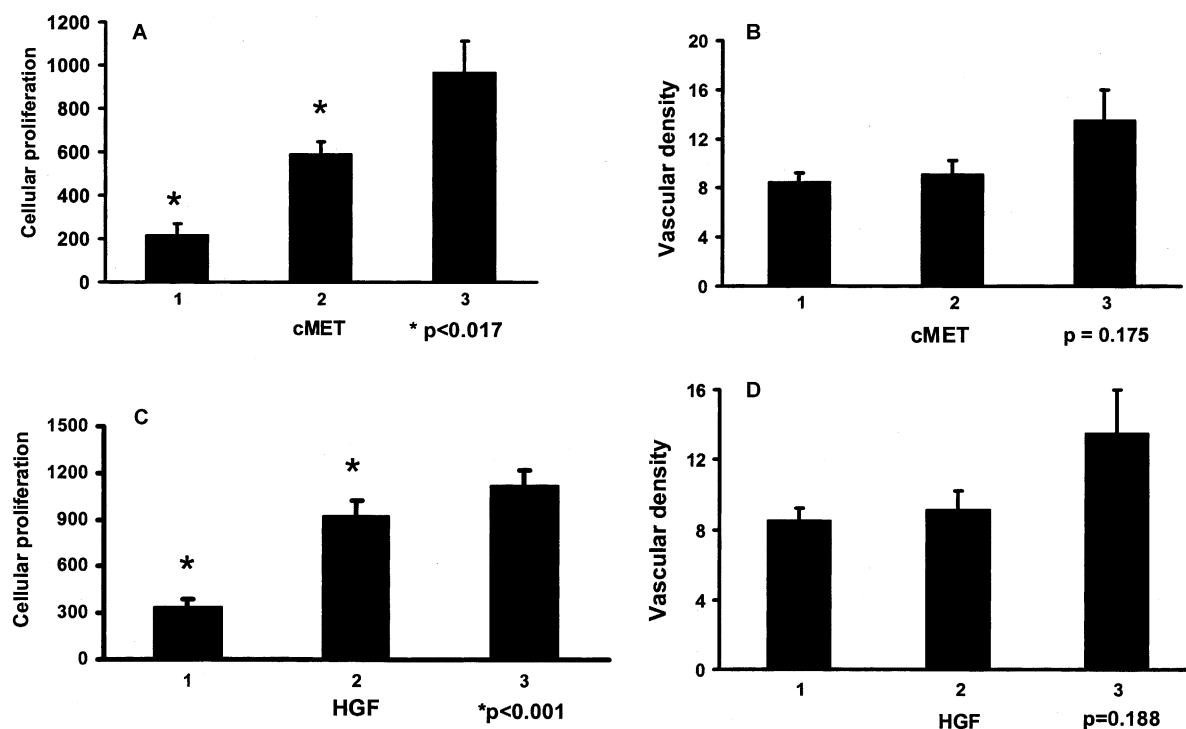 A
Cellular proliferation
1200
1000
800
600
400
200
0
*
*
1 2 3
cMET * p<0.017
B
Vascular density
20
16
12
8
4
0
1 2 3
cMET p = 0.175
C
Cellular proliferation
1500
1200
900
600
300
0
*
*
1 2 3
HGF *p<0.001
D
Vascular density
16
12
8
4
0
1 2 3
HGF p=0.188